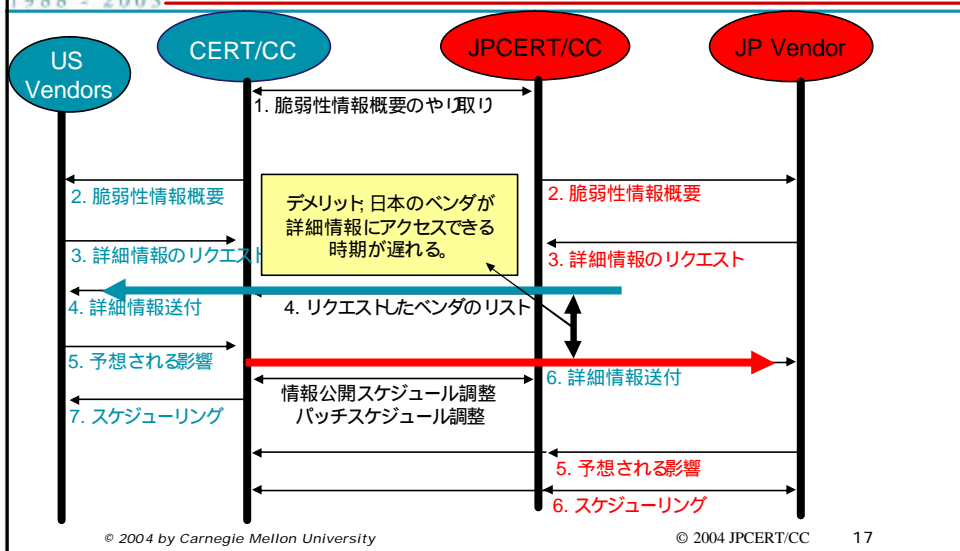 1988 - 2003
US
Vendors
CERT/CC
JPCERT/CC
JP Vendor
1. 脆弱性情報概要のやり取り
2. 脆弱性情報概要
デメリット; 日本のベンダが
詳細情報にアクセスできる
時期が遅れる。
2. 脆弱性情報概要
3. 詳細情報のリクエスト
3. 詳細情報のリクエスト
4. 詳細情報送付
4. リクエストしたベンダのリスト
5. 予想される影響
6. 詳細情報送付
情報公開スケジュール調整
パッチスケジュール調整
7. スケジューリング
5. 予想される影響
6. スケジューリング
© 2004 by Carnegie Mellon University
© 2004 JPCERT/CC
17